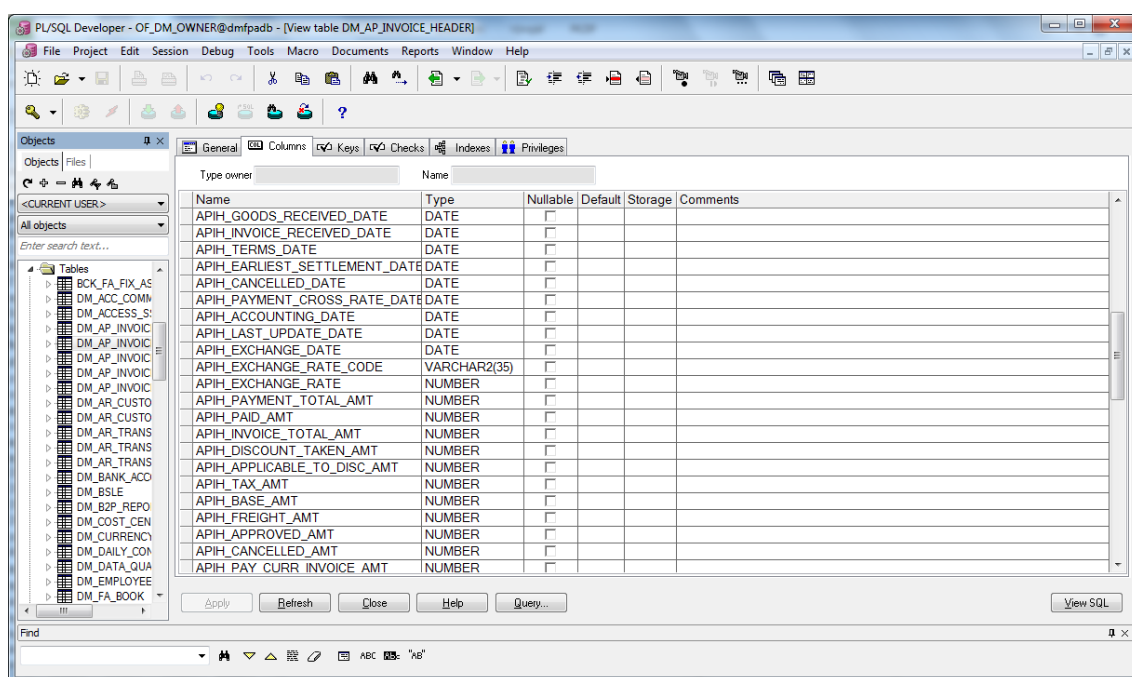 PL/SQL Developer - OF_DM_OWNER@dmfpadb - [View table DM_AP_INVOICE_HEADER]
File Project Edit Session Debug Tools Macro Documents Reports Window Help
Objects
General Columns Keys Checks Indexes Privileges
Objects Files
Type owner Name
<CURRENT USER>
All objects
Enter search text...
Name Type Nullable Default Storage Comments
APIH_GOODS_RECEIVED_DATE DATE
APIH_INVOICE_RECEIVED_DATE DATE
APIH_TERMS_DATE DATE
APIH_EARLIEST_SETTLEMENT_DATE DATE
APIH_CANCELLED_DATE DATE
APIH_PAYMENT_CROSS_RATE_DATE DATE
APIH_ACCOUNTING_DATE DATE
APIH_LAST_UPDATE_DATE DATE
APIH_EXCHANGE_DATE DATE
APIH_EXCHANGE_RATE_CODE VARCHAR2(35)
APIH_EXCHANGE_RATE NUMBER
APIH_PAYMENT_TOTAL_AMT NUMBER
APIH_PAID_AMT NUMBER
APIH_INVOICE_TOTAL_AMT NUMBER
APIH_DISCOUNT_TAKEN_AMT NUMBER
APIH_APPLICABLE_TO_DISC_AMT NUMBER
APIH_TAX_AMT NUMBER
APIH_BASE_AMT NUMBER
APIH_FREIGHT_AMT NUMBER
APIH_APPROVED_AMT NUMBER
APIH_CANCELLED_AMT NUMBER
APIH_PAY_CURR_INVOICE_AMT NUMBER
Tables
BCK_FA_FIX_AS
DM_ACC_COMM
DM_ACCESS_S
DM_AP_INVOIC
DM_AP_INVOIC
DM_AP_INVOIC
DM_AP_INVOIC
DM_AP_INVOIC
DM_AR_CUSTO
DM_AR_CUSTO
DM_AR_TRANS
DM_AR_TRANS
DM_AR_TRANS
DM_BANK_ACCO
DM_BSLE
DM_B2P_REPO
DM_COST_CEN
DM_CURRENCY
DM_DAILY_CON
DM_DATA_QUA
DM_EMPLOYEE
DM_FA_BOOK
Apply Refresh Close Help Query... View SQL
Find
ABC "AB"